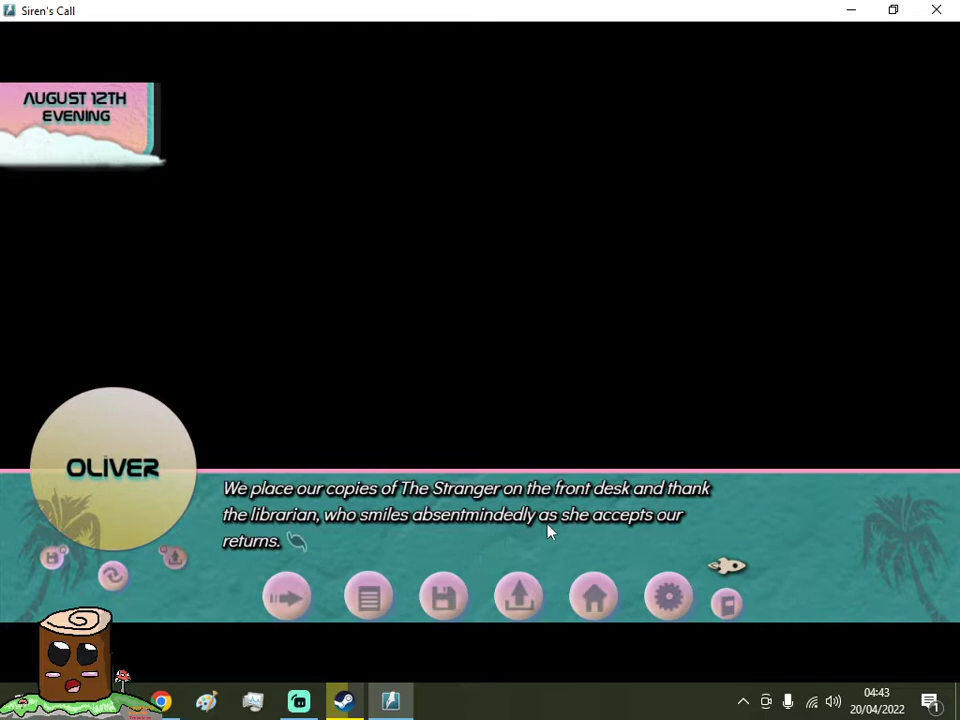 Siren's Call
AUGUST 12TH
EVENING
OLIVER
We place our copies of The Stranger on the front desk and thank
the librarian, who smiles absentmindedly as she accepts our
returns.
04:43
20/04/2022
1